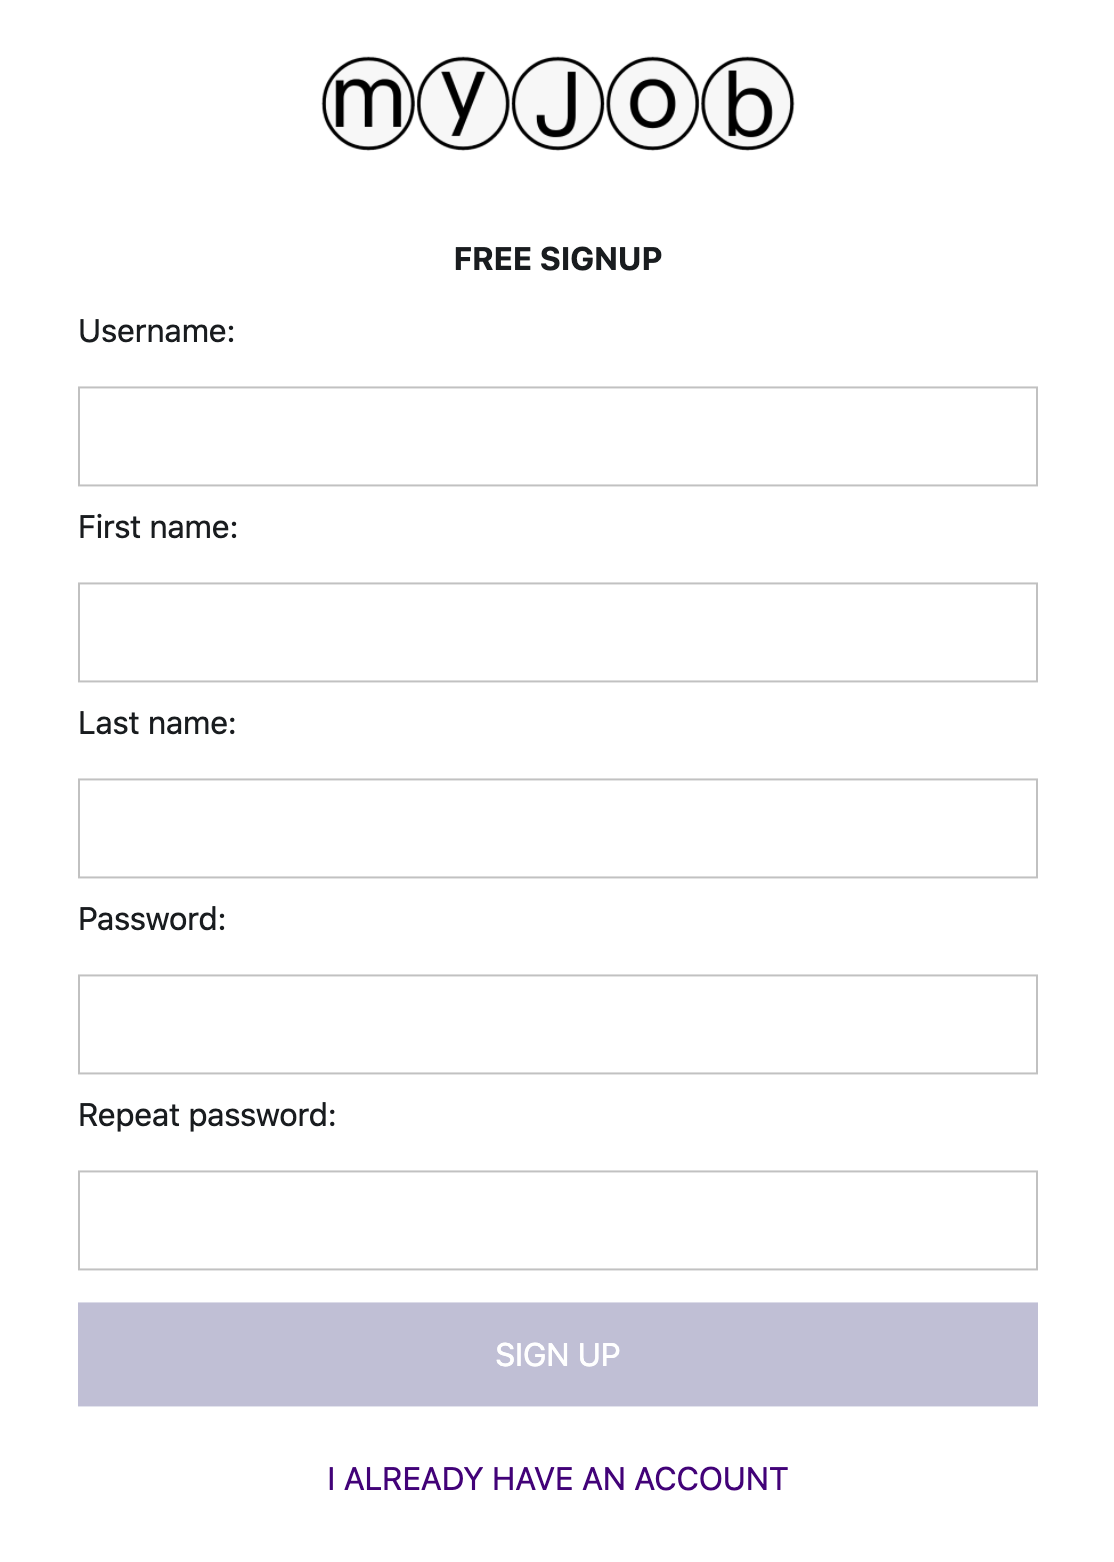 myJob
FREE SIGNUP
Username:
First name:
Last name:
Password:
Repeat password:
SIGN UP
I ALREADY HAVE AN ACCOUNT